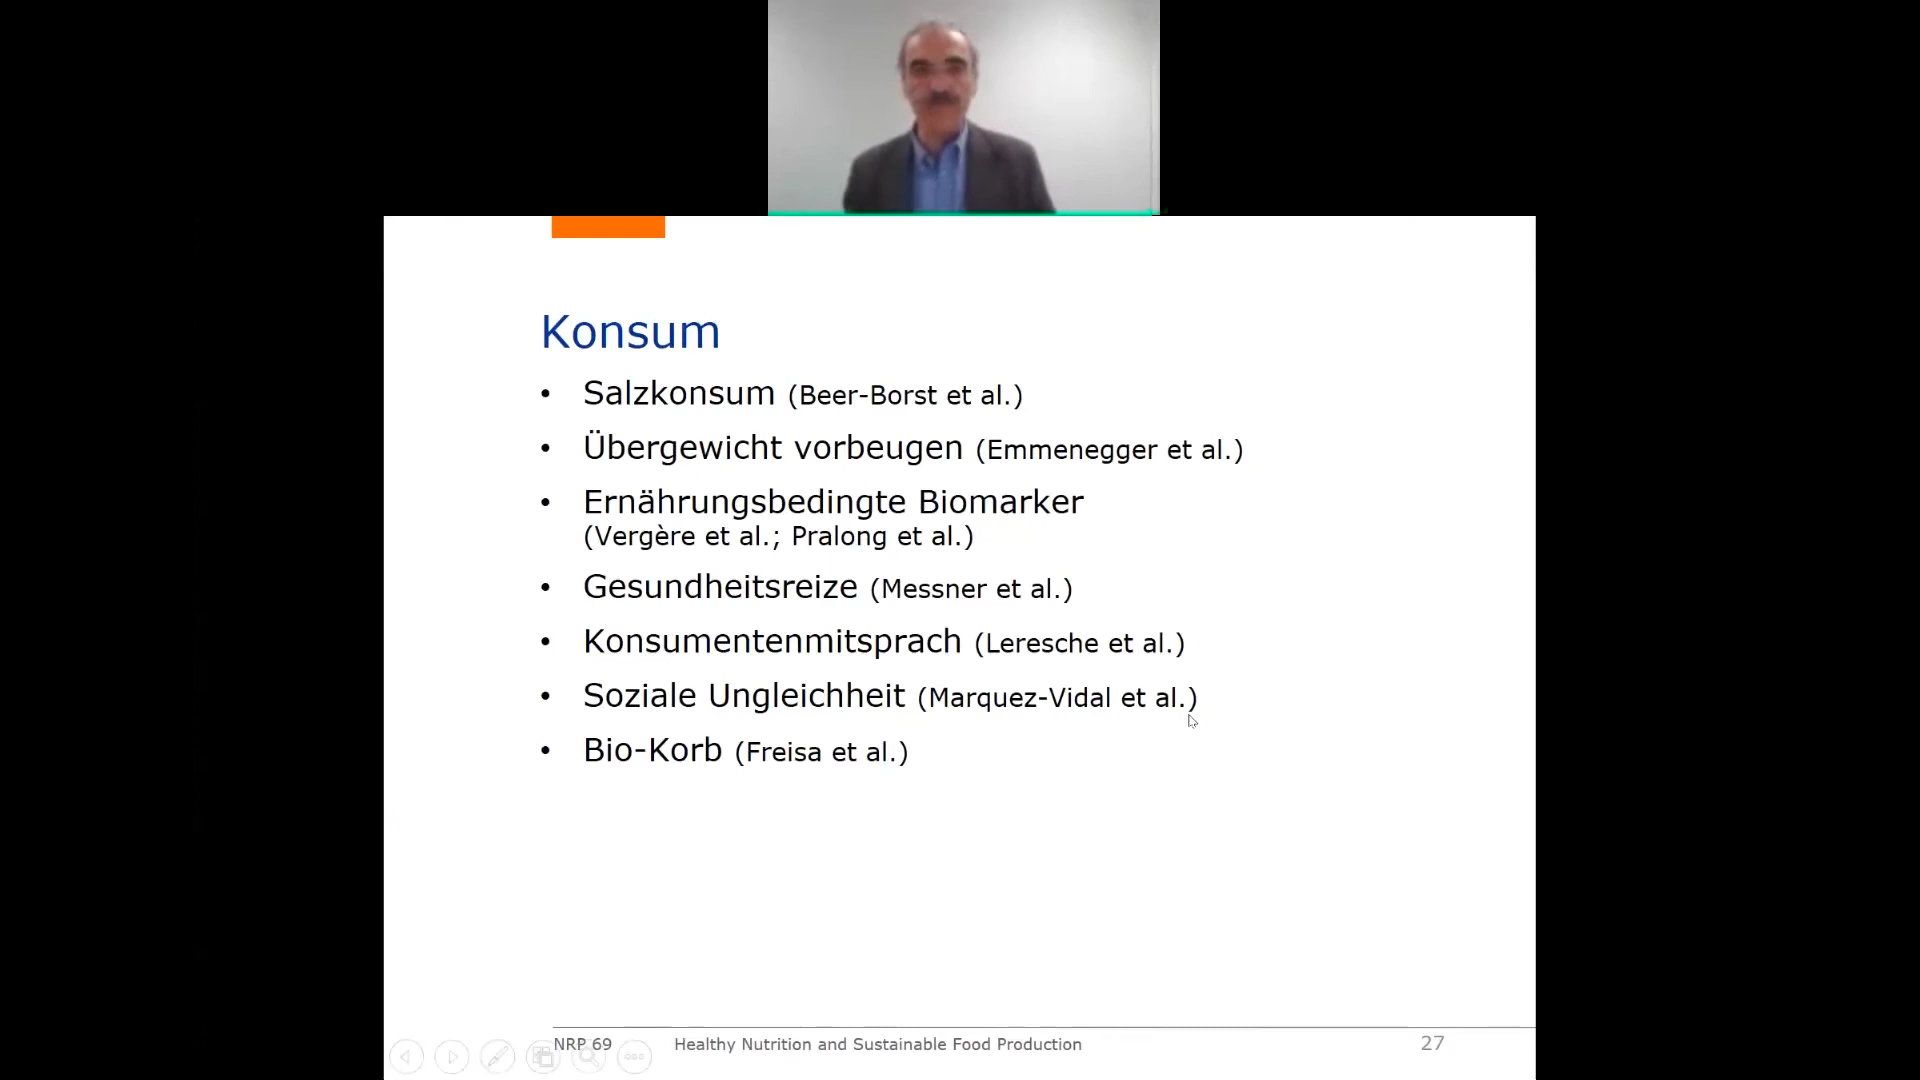 Konsum
• Salzkonsum (Beer-Borst et al.)
• Übergewicht vorbeugen (Emmenegger et al.)
• Ernährungsbedingte Biomarker
(Vergère et al.; Pralong et al.)
• Gesundheitsreize (Messner et al.)
• Konsumentenmitsprach (Leresche et al.)
• Soziale Ungleichheit (Marquez-Vidal et al.)
• Bio-Korb (Freisa et al.)
NRP 69 Healthy Nutrition and Sustainable Food Production 27